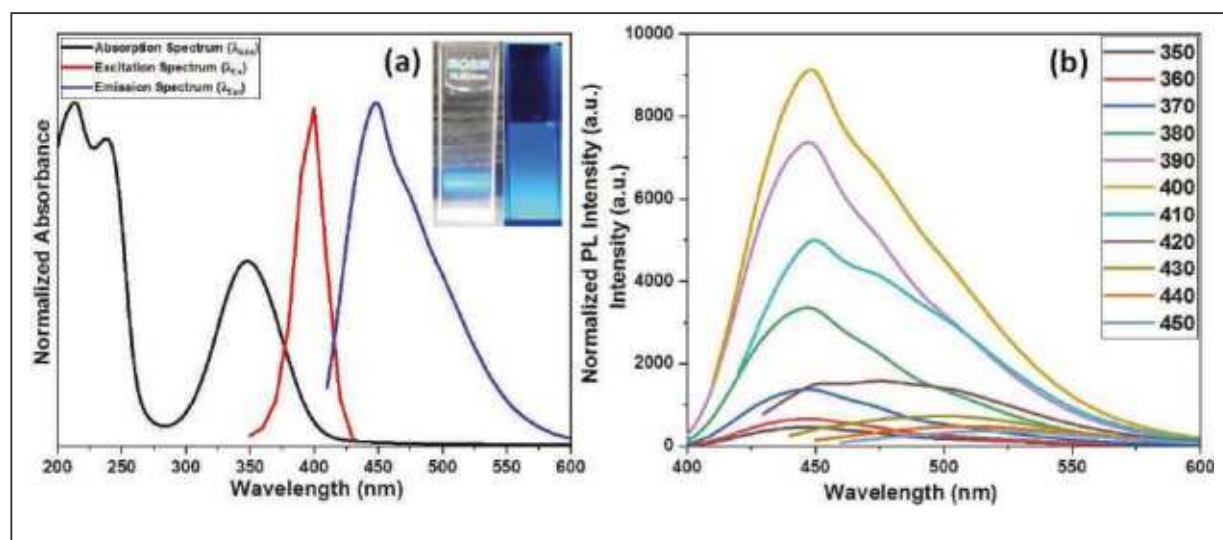 Absorption Spectrum (λAbs)
Excitation Spectrum (λEx)
Emission Spectrum (λEm)
(a)
Normalized Absorbance
200 250 300 350 400 450 500 550 600
Wavelength (nm)
(b)
Normalized PL Intensity (a.u.)
Intensity (a.u.)
10000
8000
6000
4000
2000
0
400 450 500 550 600
Wavelength (nm)
350
360
370
380
390
400
410
420
430
440
450